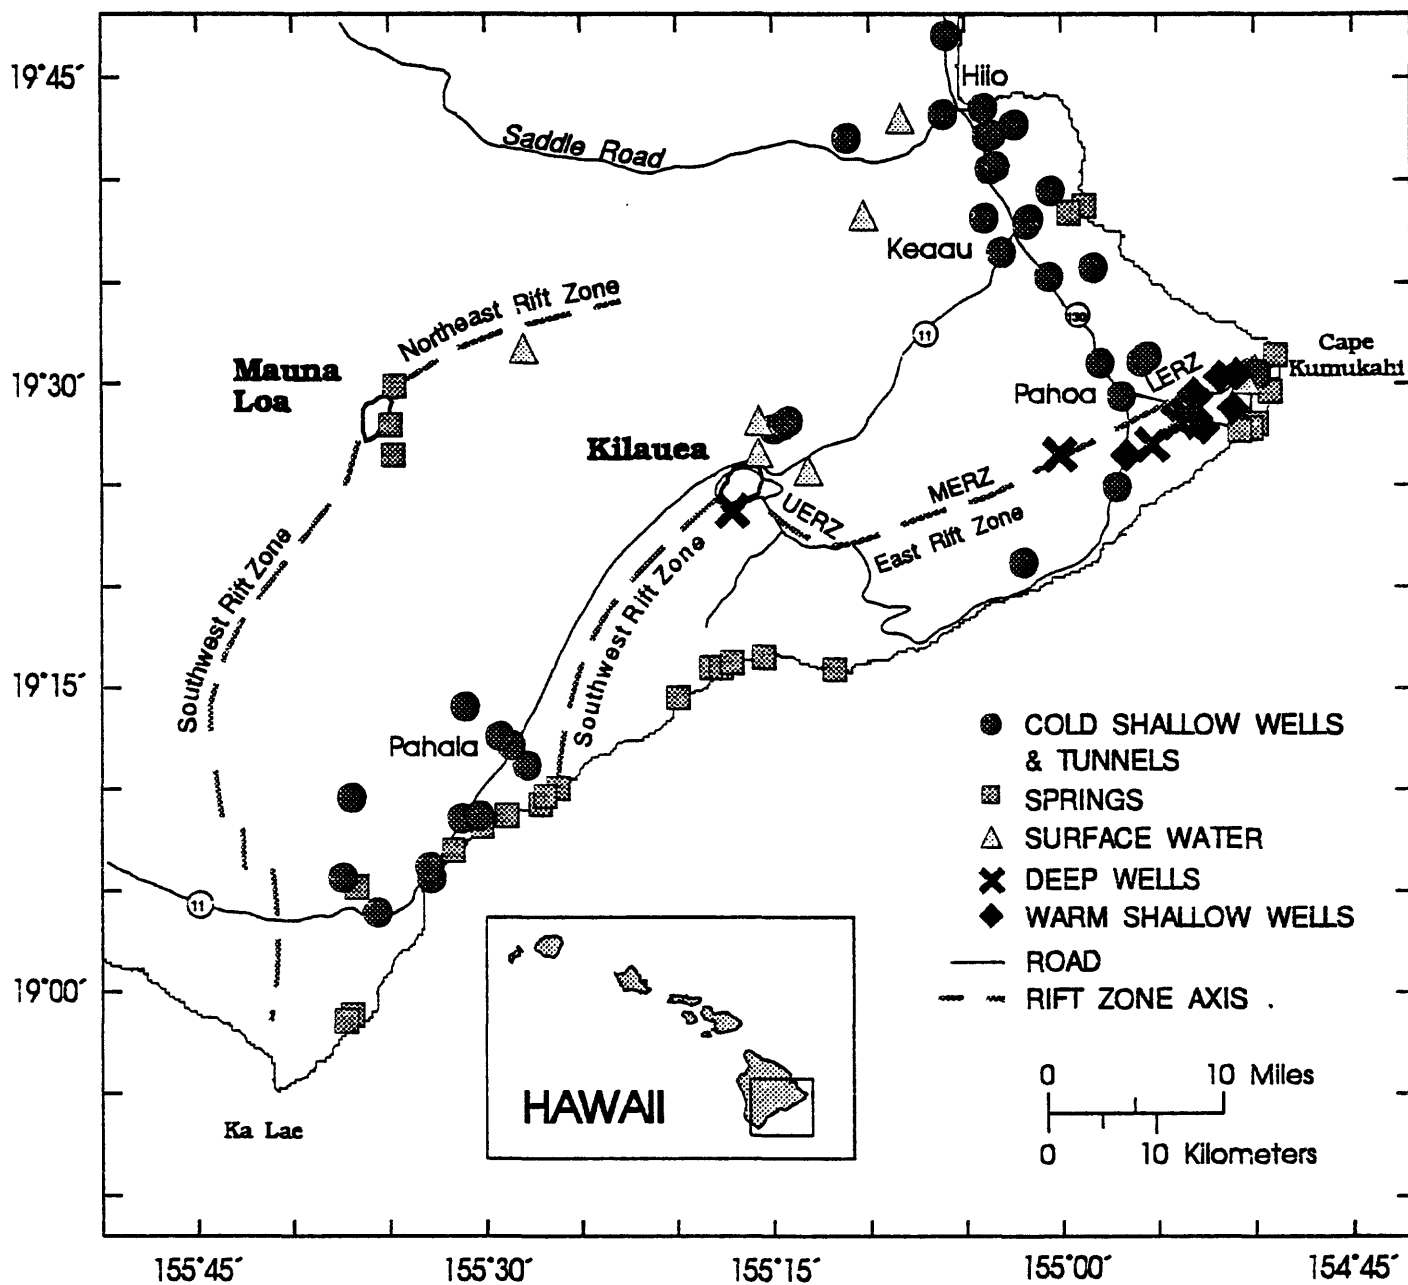 19°45′
Hilo
Saddle Road
Keaau
Northeast Rift Zone
11
130
Cape
Kumukahi
Mauna
Loa
19°30′
LERZ
Pahoa
Kilauea
MERZ
UERZ
East Rift Zone
Southwest Rift Zone
Southwest Rift Zone
19°15′
Pahala
COLD SHALLOW WELLS
& TUNNELS
SPRINGS
SURFACE WATER
DEEP WELLS
WARM SHALLOW WELLS
ROAD
RIFT ZONE AXIS .
11
19°00′
HAWAII
Ka Lae
0 10 Miles
0 10 Kilometers
155°45′ 155°30′ 155°15′ 155°00′ 154°45′